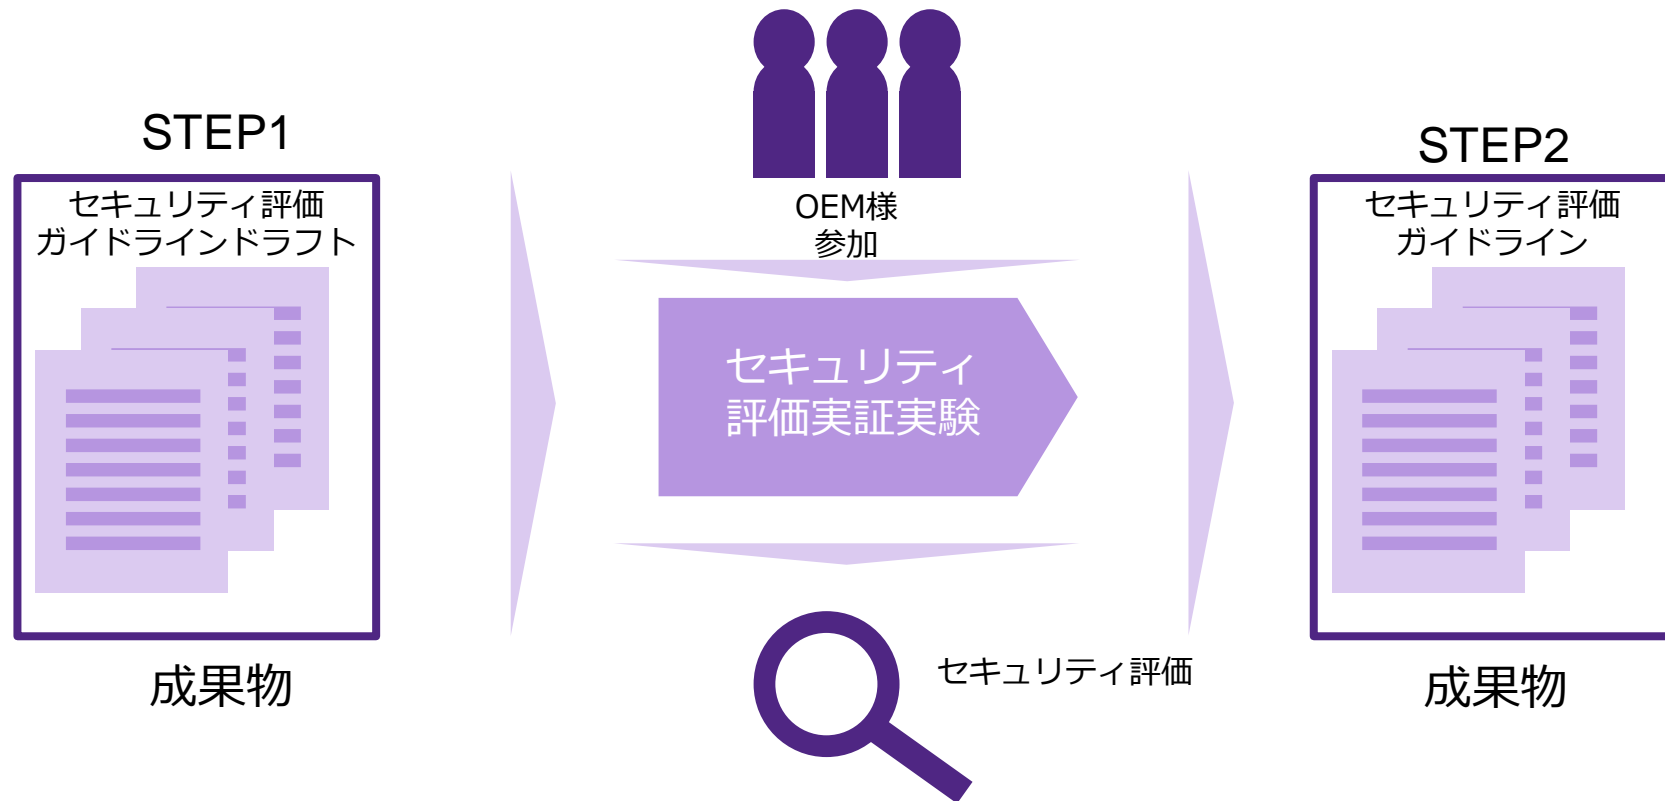 STEP1
セキュリティ評価
ガイドラインドラフト
成果物
OEM様
参加
セキュリティ
評価実証実験
セキュリティ評価
STEP2
セキュリティ評価
ガイドライン
成果物